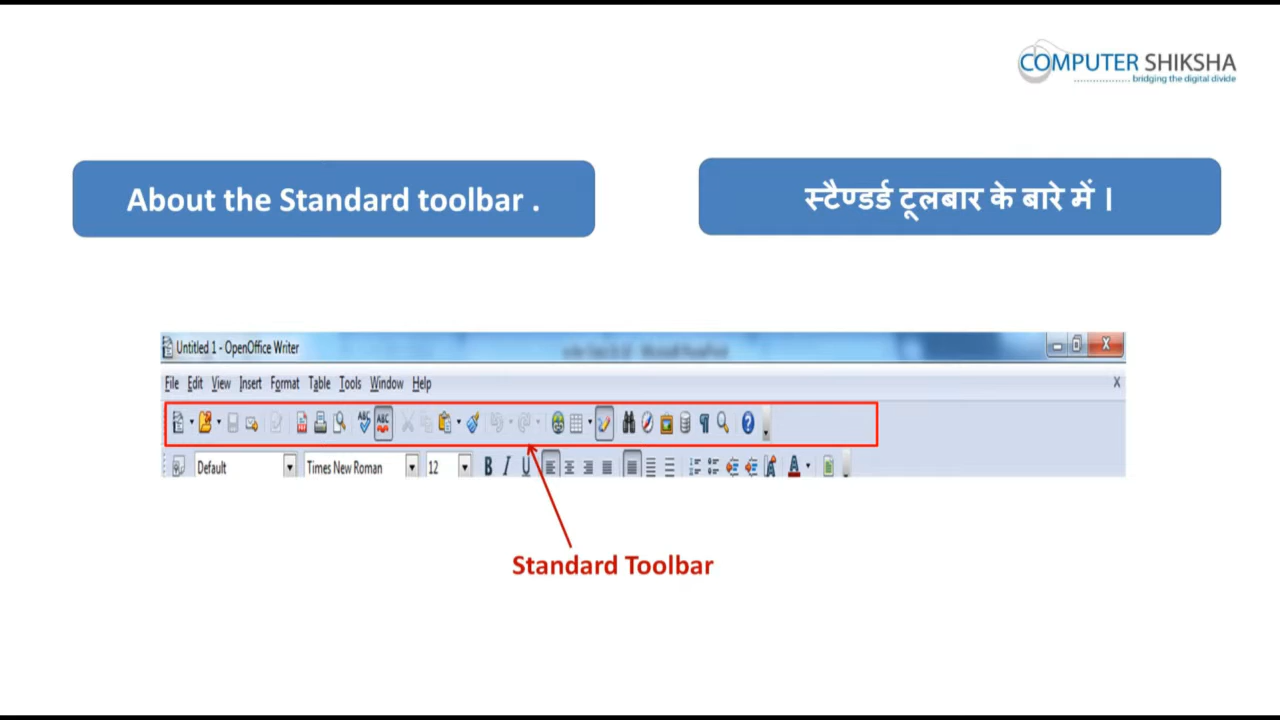 COMPUTER SHIKSHA
bridging the digital divide
About the Standard toolbar .
स्टैण्डर्ड टूलबार के बारे में ।
Untitled 1 - OpenOffice Writer
File Edit View Insert Format Table Tools Window Help
Default Times New Roman 12 B I U
Standard Toolbar